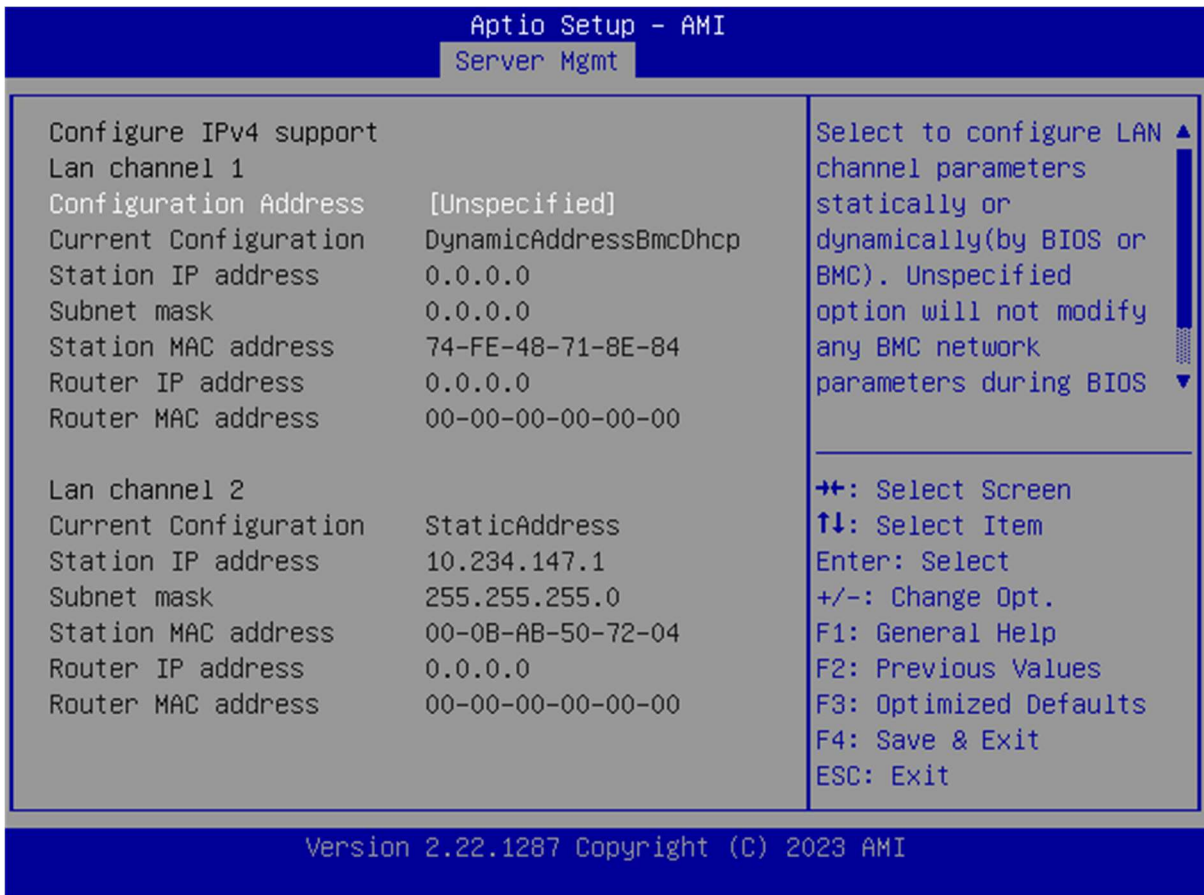 Aptio Setup – AMI
Server Mgmt
Configure IPv4 support
Lan channel 1
Configuration Address [Unspecified]
Current Configuration DynamicAddressBmcDhcp
Station IP address 0.0.0.0
Subnet mask 0.0.0.0
Station MAC address 74-FE-48-71-8E-84
Router IP address 0.0.0.0
Router MAC address 00-00-00-00-00-00
Lan channel 2
Current Configuration StaticAddress
Station IP address 10.234.147.1
Subnet mask 255.255.255.0
Station MAC address 00-0B-AB-50-72-04
Router IP address 0.0.0.0
Router MAC address 00-00-00-00-00-00
Select to configure LAN
channel parameters
statically or
dynamically(by BIOS or
BMC). Unspecified
option will not modify
any BMC network
parameters during BIOS
→←: Select Screen
↑↓: Select Item
Enter: Select
+/-: Change Opt.
F1: General Help
F2: Previous Values
F3: Optimized Defaults
F4: Save & Exit
ESC: Exit
Version 2.22.1287 Copyright (C) 2023 AMI